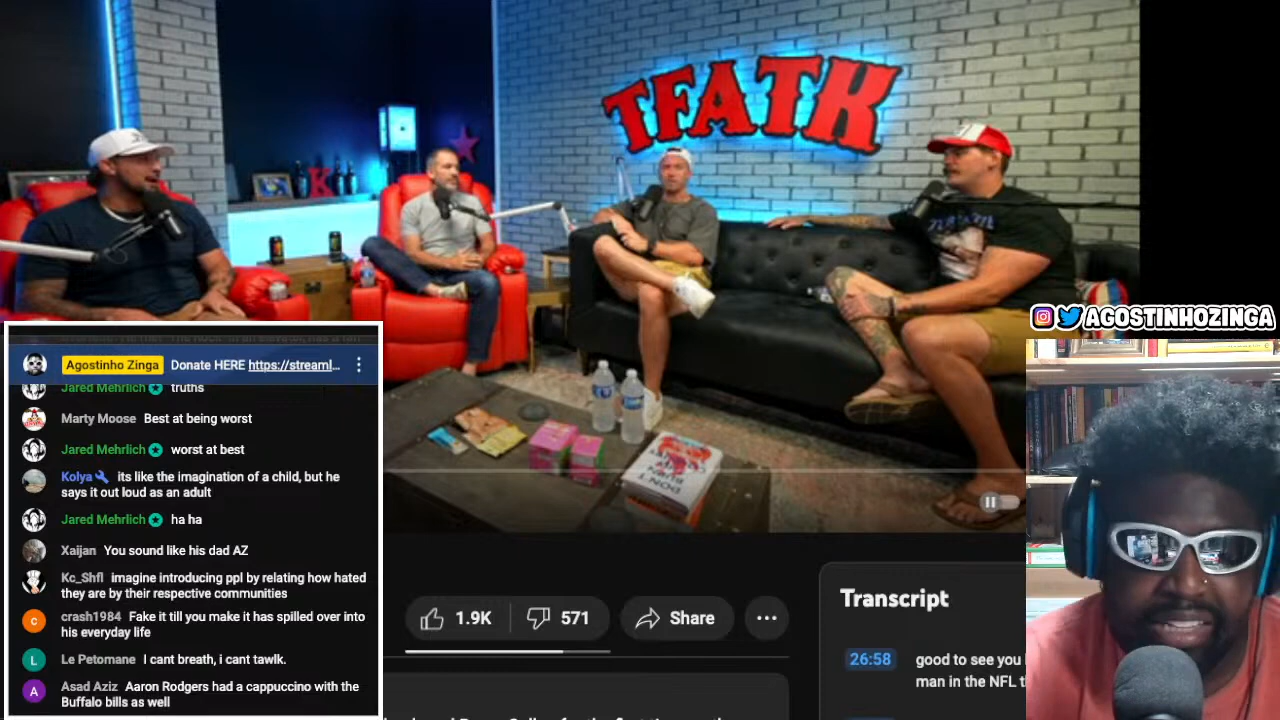 TFATK
K
@AGOSTINHOZINGA
Agostinho Zinga Donate HERE https://streaml...
Jared Mehrlich truths
Marty Moose Best at being worst
Jared Mehrlich worst at best
Kolya its like the imagination of a child, but he
says it out loud as an adult
Jared Mehrlich ha ha
Xaijan You sound like his dad AZ
Kc_Shfl imagine introducing ppl by relating how hated
they are by their respective communities
crash1984 Fake it till you make it has spilled over into
his everyday life
Le Petomane I cant breath, i cant tawlk.
Asad Aziz Aaron Rodgers had a cappuccino with the
Buffalo bills as well
C
L
A
1.9K
571
Share
Transcript
26:58
good to see you
man in the NFL